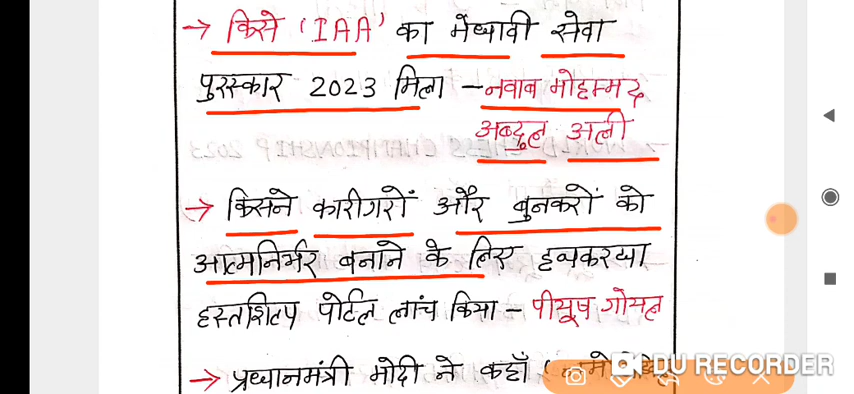 → किसे 'IAA' का मेधावी सेवा
पुरस्कार 2023 मिला – नवाब मोहम्मद
अब्दुल अली
→ किसने कारीगरों और बुनकरों को
आत्मनिर्भर बनाने के लिए हथकरघा
हस्तशिल्प पोर्टल लांच किया – पीयूष गोयल
→ प्रधानमंत्री मोदी ने कहाँ
DU RECORDER